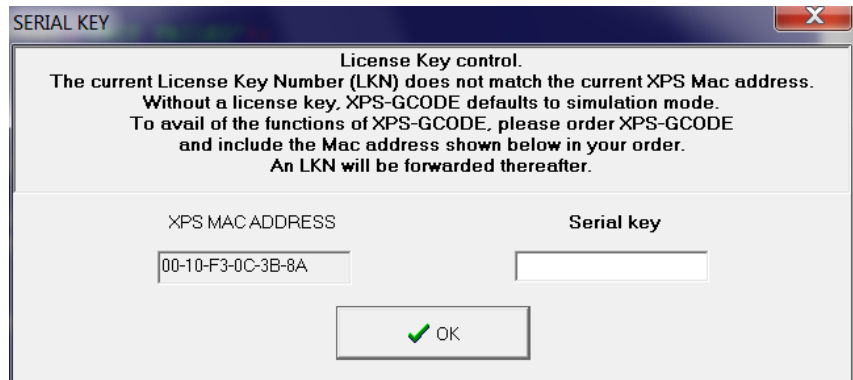 SERIAL KEY
License Key control.
The current License Key Number (LKN) does not match the current XPS Mac address.
Without a license key, XPS-GCODE defaults to simulation mode.
To avail of the functions of XPS-GCODE, please order XPS-GCODE
and include the Mac address shown below in your order.
An LKN will be forwarded thereafter.
XPS MAC ADDRESS
Serial key
00-10-F3-0C-3B-8A
OK